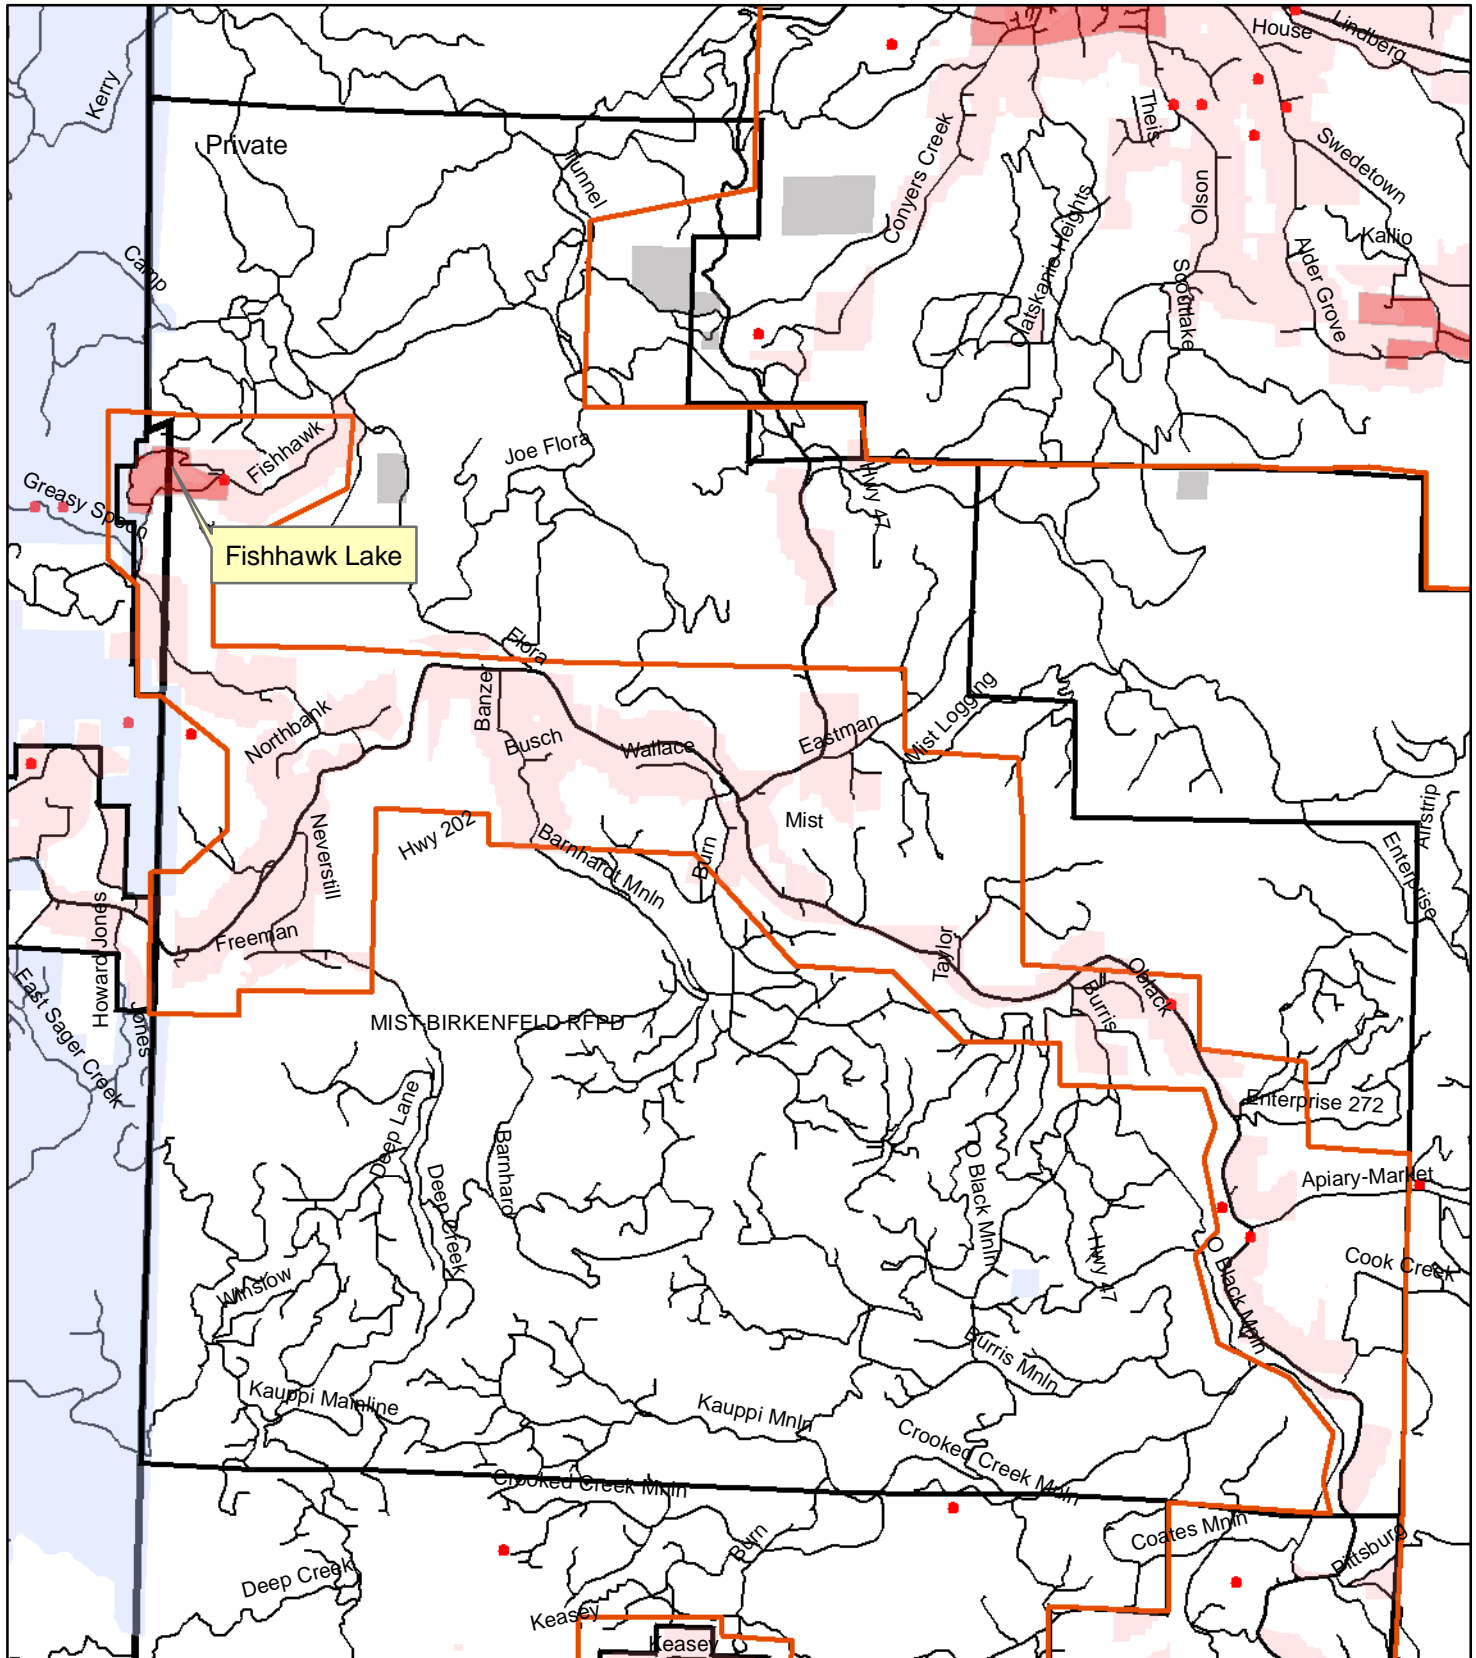 House
Lindberg
Kerry
Theis
Private
Conyers Creek
Swedetown
Tunnel
Olson
Clatskanie Heights
Kallio
Camp
Scoutlake
Alder Grove
Joe Flora
Fishhawk
Hwy 47
Greasy Spoon
Fishhawk Lake
Flora
Banzer
Mist Logging
Northbank
Busch
Wallace
Eastman
Airstrip
Mist
Neverstill
Hwy 202
Barnhardt Mnln
Burn
Enterprise
Howard Jones
Freeman
Taylor
Oblack
East Sager Creek
Jones
MIST-BIRKENFELD RFPD
Burris
Deep Lane
Enterprise 272
Barnhard
Deep Creek
O Black Mnln
Apiary-Market
Hwy 47
O Black Mnln
Cook Creek
Winslow
Burris Mnln
Kauppi Mainline
Kauppi Mnln
Crooked Creek Mnln
Crooked Creek Mnln
Burn
Coates Mnln
Pittsburg
Deep Creek
Keasey
Keasey